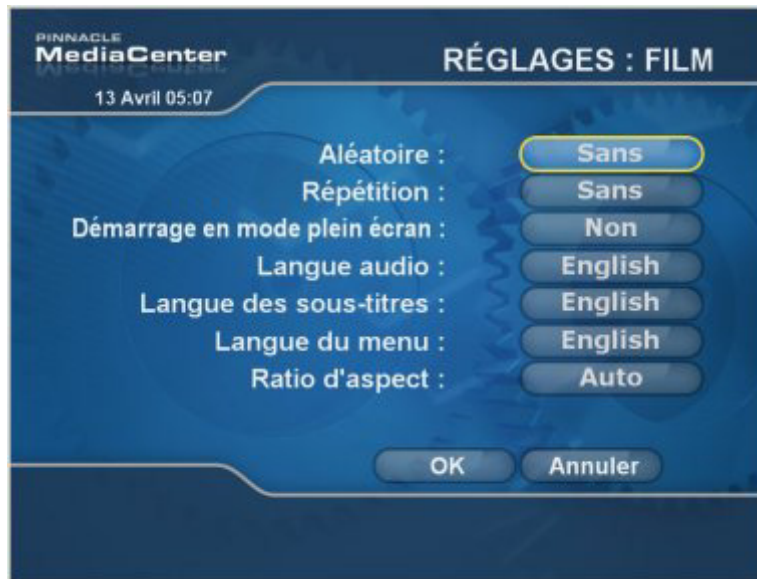 PINNACLE
MediaCenter
RÉGLAGES : FILM
13 Avril 05:07
Aléatoire : Sans
Répétition : Sans
Démarrage en mode plein écran : Non
Langue audio : English
Langue des sous-titres : English
Langue du menu : English
Ratio d'aspect : Auto
OK Annuler